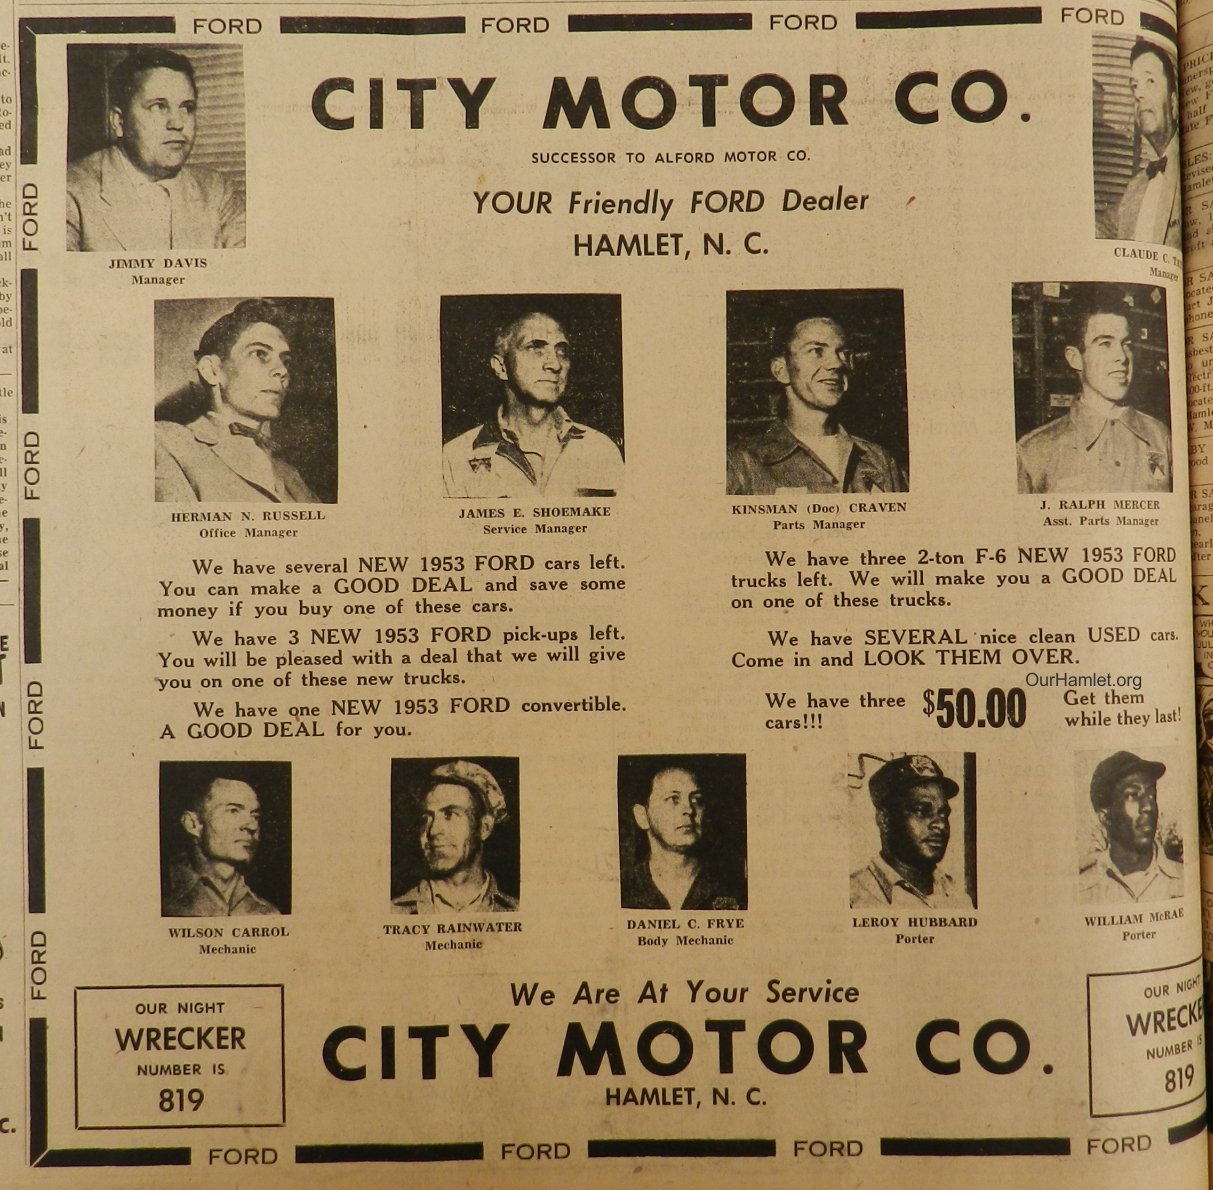 FORD FORD FORD FORD
CITY MOTOR CO.
SUCCESSOR TO ALFORD MOTOR CO.
YOUR Friendly FORD Dealer
HAMLET, N. C.
JIMMY DAVIS
Manager
CLAUDE C.
Manager
FORD
HERMAN N. RUSSELL
Office Manager
JAMES E. SHOEMAKE
Service Manager
KINSMAN (Doc) CRAVEN
Parts Manager
J. RALPH MERCER
Asst. Parts Manager
FORD
We have several NEW 1953 FORD cars left.
You can make a GOOD DEAL and save some
money if you buy one of these cars.
We have 3 NEW 1953 FORD pick-ups left.
You will be pleased with a deal that we will give
you on one of these new trucks.
We have one NEW 1953 FORD convertible.
A GOOD DEAL for you.
We have three 2-ton F-6 NEW 1953 FORD
trucks left. We will make you a GOOD DEAL
on one of these trucks.
We have SEVERAL nice clean USED cars.
Come in and LOOK THEM OVER.
OurHamlet.org
We have three $50.00 Get them
cars!!! while they last!
FORD
WILSON CARROL
Mechanic
TRACY RAINWATER
Mechanic
DANIEL C. FRYE
Body Mechanic
LEROY HUBBARD
Porter
WILLIAM McRAE
Porter
FORD
We Are At Your Service
CITY MOTOR CO.
HAMLET, N. C.
OUR NIGHT
WRECKER
NUMBER IS
819
OUR NIGHT
WRECKE
NUMBER IS
819
FORD FORD FORD FORD